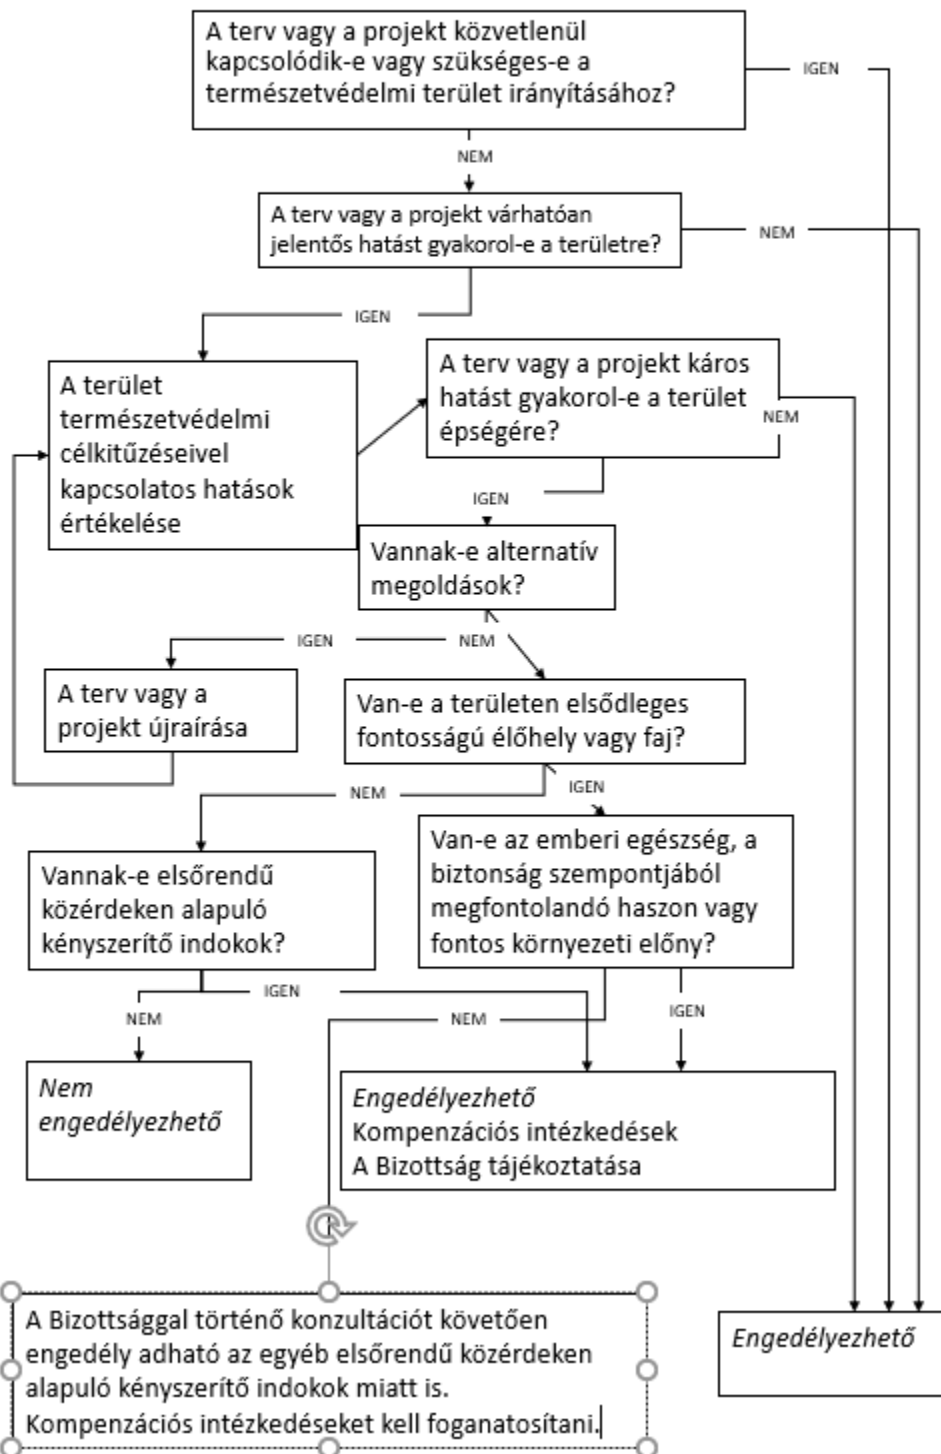 A terv vagy a projekt közvetlenül
kapcsolódik-e vagy szükséges-e a
természetvédelmi terület irányításához?
IGEN
NEM
A terv vagy a projekt várhatóan
jelentős hatást gyakorol-e a területre?
NEM
IGEN
A terület
természetvédelmi
célkitűzéseivel
kapcsolatos hatások
értékelése
A terv vagy a projekt káros
hatást gyakorol-e a terület
épségére?
NEM
IGEN
Vannak-e alternatív
megoldások?
IGEN
NEM
A terv vagy a
projekt újraírása
Van-e a területen elsődleges
fontosságú élőhely vagy faj?
NEM
IGEN
Vannak-e elsőrendű
közérdeken alapuló
kényszerítő indokok?
Van-e az emberi egészség, a
biztonság szempontjából
megfontolandó haszon vagy
fontos környezeti előny?
IGEN
NEM
NEM
IGEN
Nem
engedélyezhető
Engedélyezhető
Kompenzációs intézkedések
A Bizottság tájékoztatása
A Bizottsággal történő konzultációt követően
engedély adható az egyéb elsőrendű közérdeken
alapuló kényszerítő indokok miatt is.
Kompenzációs intézkedéseket kell foganatosítani.
Engedélyezhető